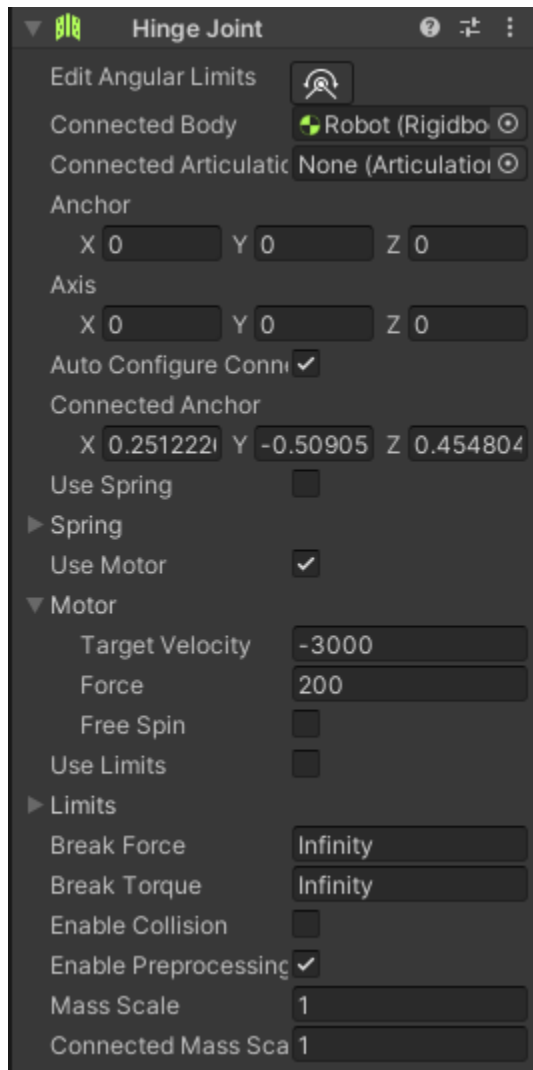 Hinge Joint
Edit Angular Limits
Connected Body Robot (Rigidbo
Connected Articulatic None (Articulation
Anchor
X 0 Y 0 Z 0
Axis
X 0 Y 0 Z 0
Auto Configure Conn
Connected Anchor
X 0.251222 Y -0.50905 Z 0.454804
Use Spring
Spring
Use Motor
Motor
Target Velocity -3000
Force 200
Free Spin
Use Limits
Limits
Break Force Infinity
Break Torque Infinity
Enable Collision
Enable Preprocessing
Mass Scale 1
Connected Mass Sca 1